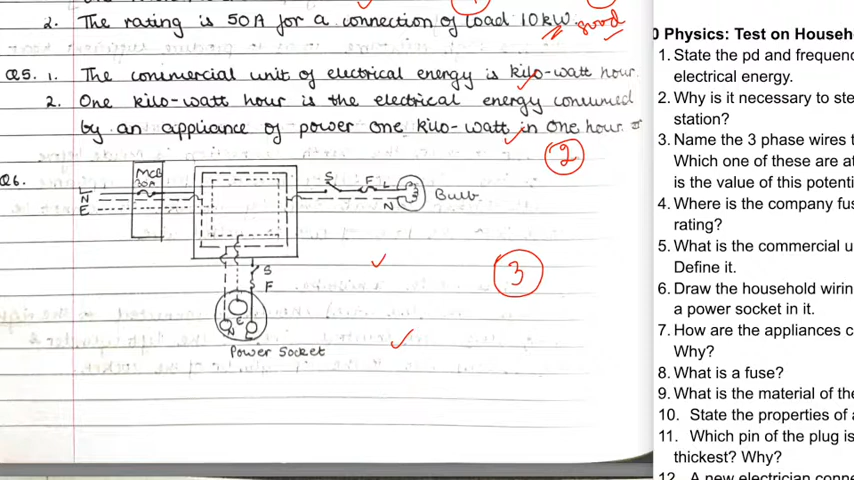 2. The rating is 50A for a connection of load 10kW. good
Q5. 1. The commercial unit of electrical energy is kilo-watt hour.
2. One kilo-watt hour is the electrical energy consumed
by an appliance of power one kilo-watt in one hour.
2
Q6.
MCB
30A
L
N
E
S F L
N
Bulb
S
F
3
E
N L
Power Socket
0 Physics: Test on Househ
1. State the pd and frequenc
electrical energy.
2. Why is it necessary to ste
station?
3. Name the 3 phase wires t
Which one of these are at
is the value of this potenti
4. Where is the company fus
rating?
5. What is the commercial u
Define it.
6. Draw the household wirin
a power socket in it.
7. How are the appliances c
Why?
8. What is a fuse?
9. What is the material of the
10. State the properties of a
11. Which pin of the plug is
thickest? Why?
12. A new electrician conne